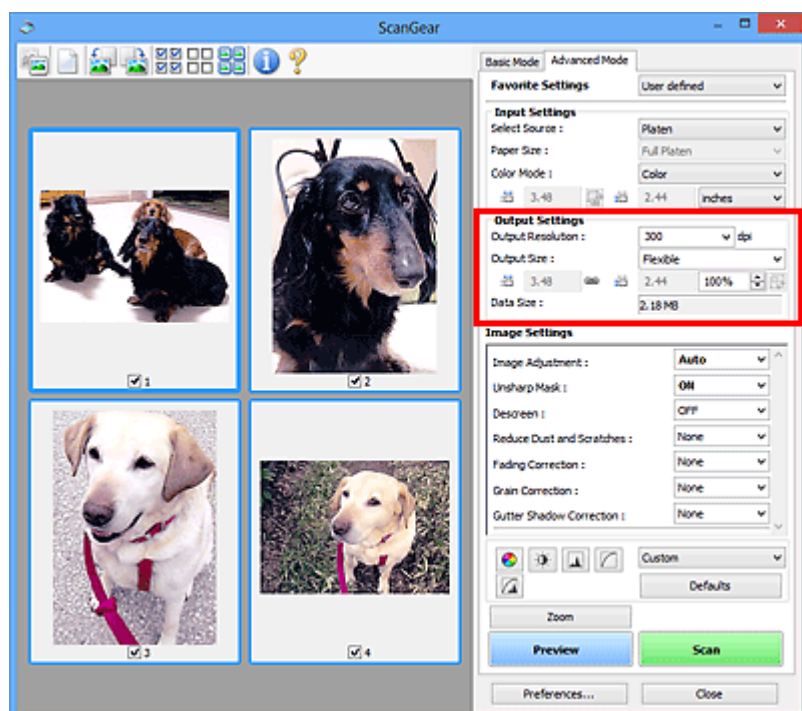 ScanGear
Basic Mode Advanced Mode
Favorite Settings User defined
Input Settings
Select Source : Platen
Paper Size : Full Platen
Color Mode : Color
3.48 2.44 inches
Output Settings
Output Resolution : 300 dpi
Output Size : Flexible
3.48 2.44 100%
Data Size : 2.18 MB
Image Settings
Image Adjustment : Auto
Unsharp Mask : ON
Descreen : OFF
Reduce Dust and Scratches : None
Fading Correction : None
Grain Correction : None
Gutter Shadow Correction : None
Custom
Defaults
Zoom
Preview Scan
Preferences... Close
1
2
3
4